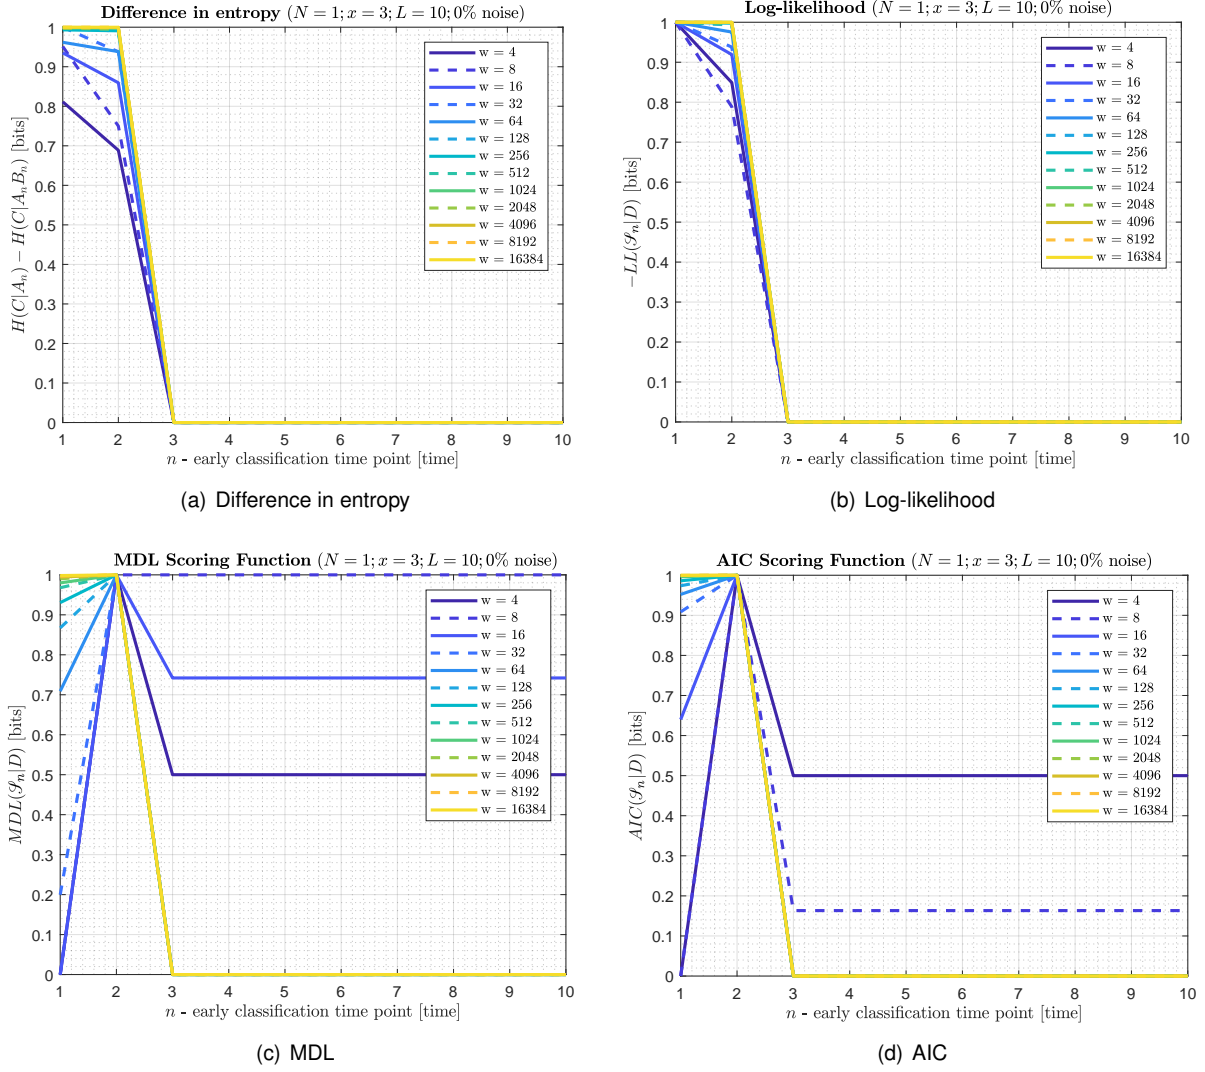 Difference in entropy (N = 1; x = 3; L = 10; 0% noise)
1
0.9
0.8
0.7
0.6
0.5
0.4
0.3
0.2
0.1
0
H(C|A_n) − H(C|A_nB_n) [bits]
w = 4
w = 8
w = 16
w = 32
w = 64
w = 128
w = 256
w = 512
w = 1024
w = 2048
w = 4096
w = 8192
w = 16384
1 2 3 4 5 6 7 8 9 10
n - early classification time point [time]
(a) Difference in entropy
Log-likelihood (N = 1; x = 3; L = 10; 0% noise)
1
0.9
0.8
0.7
0.6
0.5
0.4
0.3
0.2
0.1
0
−LL(𝒮_n|D) [bits]
w = 4
w = 8
w = 16
w = 32
w = 64
w = 128
w = 256
w = 512
w = 1024
w = 2048
w = 4096
w = 8192
w = 16384
1 2 3 4 5 6 7 8 9 10
n - early classification time point [time]
(b) Log-likelihood
MDL Scoring Function (N = 1; x = 3; L = 10; 0% noise)
1
0.9
0.8
0.7
0.6
0.5
0.4
0.3
0.2
0.1
0
MDL(𝒮_n|D) [bits]
w = 4
w = 8
w = 16
w = 32
w = 64
w = 128
w = 256
w = 512
w = 1024
w = 2048
w = 4096
w = 8192
w = 16384
1 2 3 4 5 6 7 8 9 10
n - early classification time point [time]
(c) MDL
AIC Scoring Function (N = 1; x = 3; L = 10; 0% noise)
1
0.9
0.8
0.7
0.6
0.5
0.4
0.3
0.2
0.1
0
AIC(𝒮_n|D) [bits]
w = 4
w = 8
w = 16
w = 32
w = 64
w = 128
w = 256
w = 512
w = 1024
w = 2048
w = 4096
w = 8192
w = 16384
1 2 3 4 5 6 7 8 9 10
n - early classification time point [time]
(d) AIC